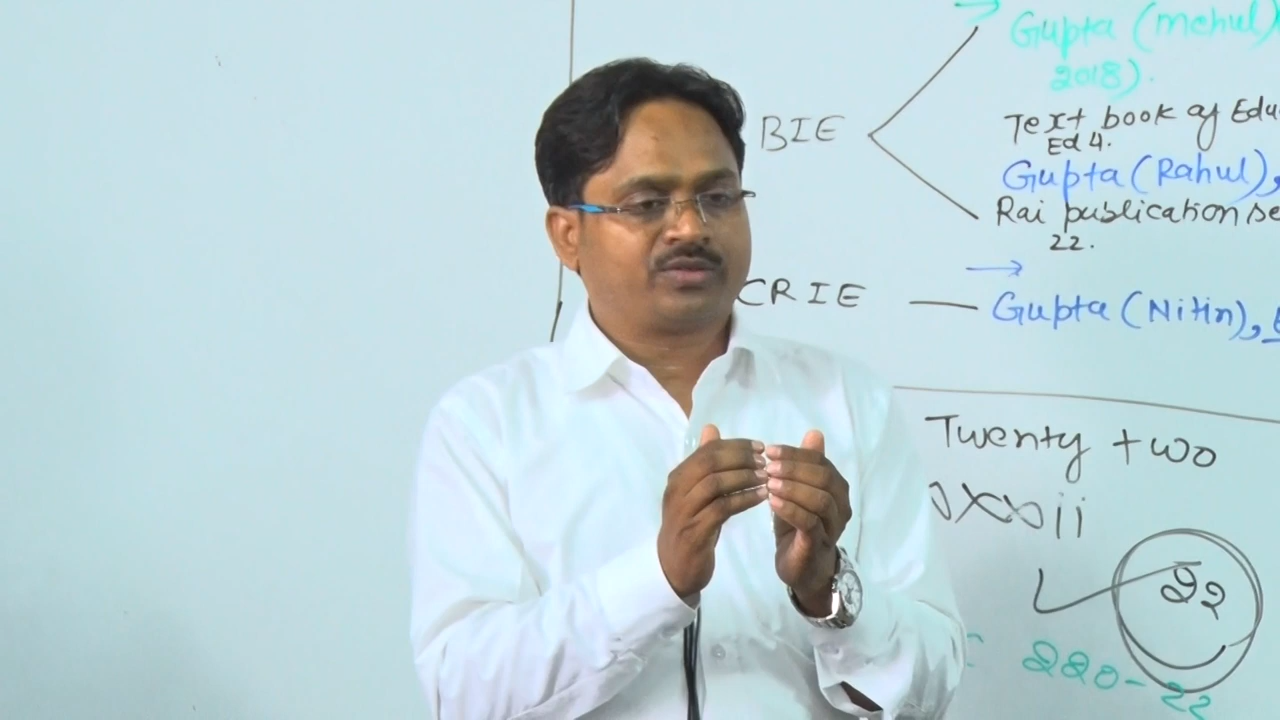 Gupta (Mehul)
2018).
BIE
Text book of Edu
Ed 4.
Gupta (Rahul),
Rai publication se
22.
CRIE
Gupta (Nitin),
Twenty two
xxii
22
220-22